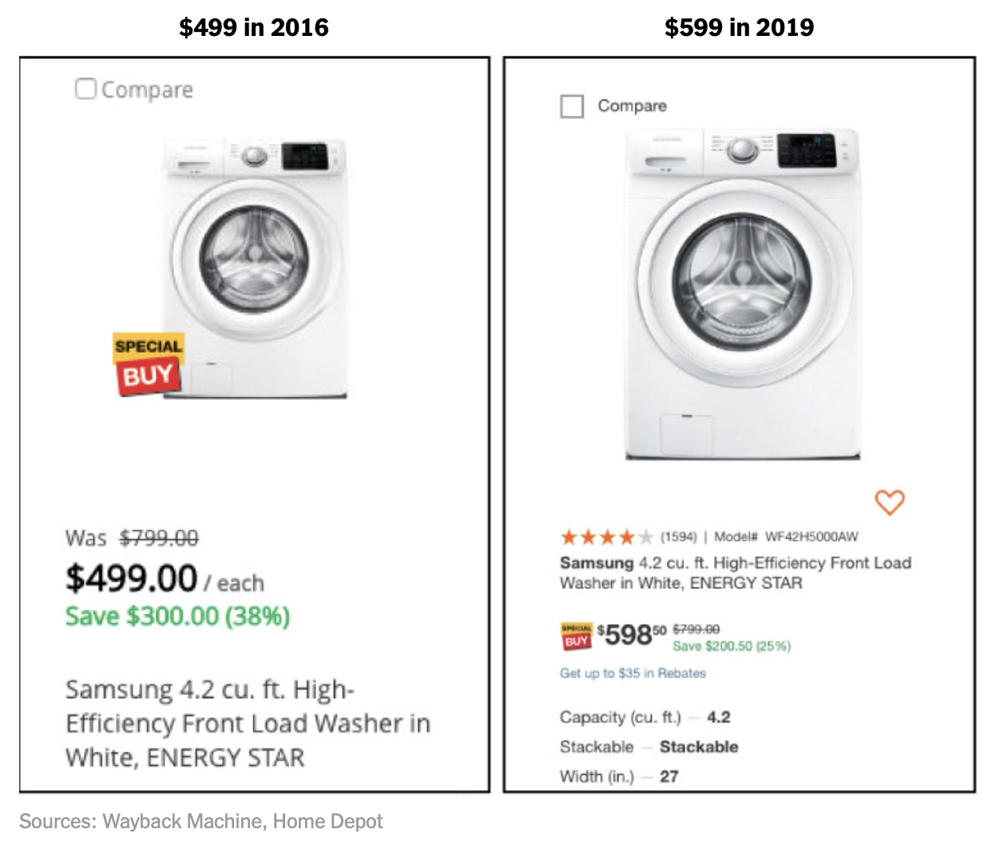 $499 in 2016
$599 in 2019
Compare
SPECIAL
BUY
Was $799.00
$499.00 / each
Save $300.00 (38%)
Samsung 4.2 cu. ft. High-
Efficiency Front Load Washer in
White, ENERGY STAR
Compare
(1594) | Model# WF42H5000AW
Samsung 4.2 cu. ft. High-Efficiency Front Load
Washer in White, ENERGY STAR
SPECIAL
BUY
$59850 $799.00
Save $200.50 (25%)
Get up to $35 in Rebates
Capacity (cu. ft.) — 4.2
Stackable — Stackable
Width (in.) — 27
Sources: Wayback Machine, Home Depot